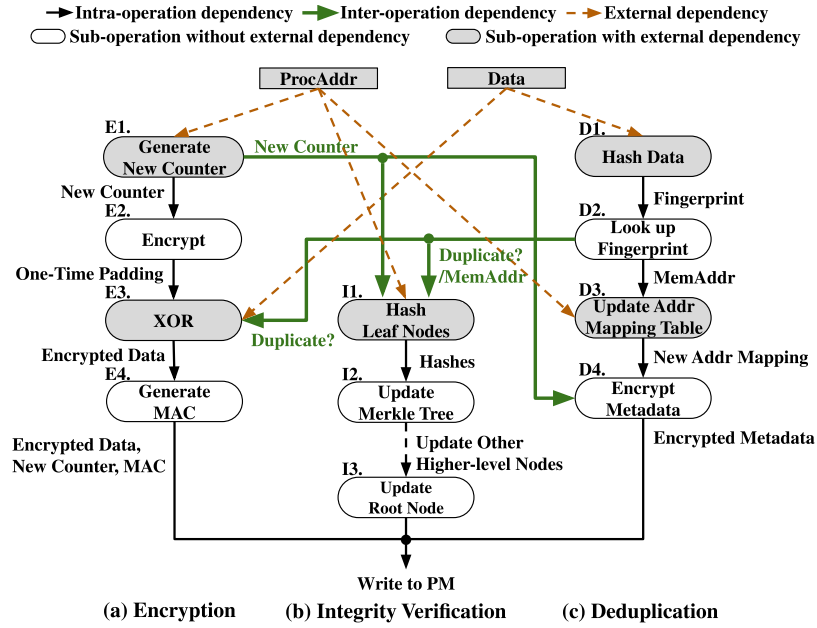 Intra-operation dependency
Inter-operation dependency
External dependency
Sub-operation without external dependency
Sub-operation with external dependency
ProcAddr
Data
E1.
Generate
New Counter
New Counter
D1.
Hash Data
New Counter
Fingerprint
E2.
Encrypt
D2.
Look up
Fingerprint
Duplicate?
/MemAddr
One-Time Padding
MemAddr
E3.
XOR
Duplicate?
I1.
Hash
Leaf Nodes
D3.
Update Addr
Mapping Table
Encrypted Data
Hashes
New Addr Mapping
E4.
Generate
MAC
I2.
Update
Merkle Tree
D4.
Encrypt
Metadata
Encrypted Data,
New Counter, MAC
Update Other
Higher-level Nodes
Encrypted Metadata
I3.
Update
Root Node
Write to PM
(a) Encryption
(b) Integrity Verification
(c) Deduplication